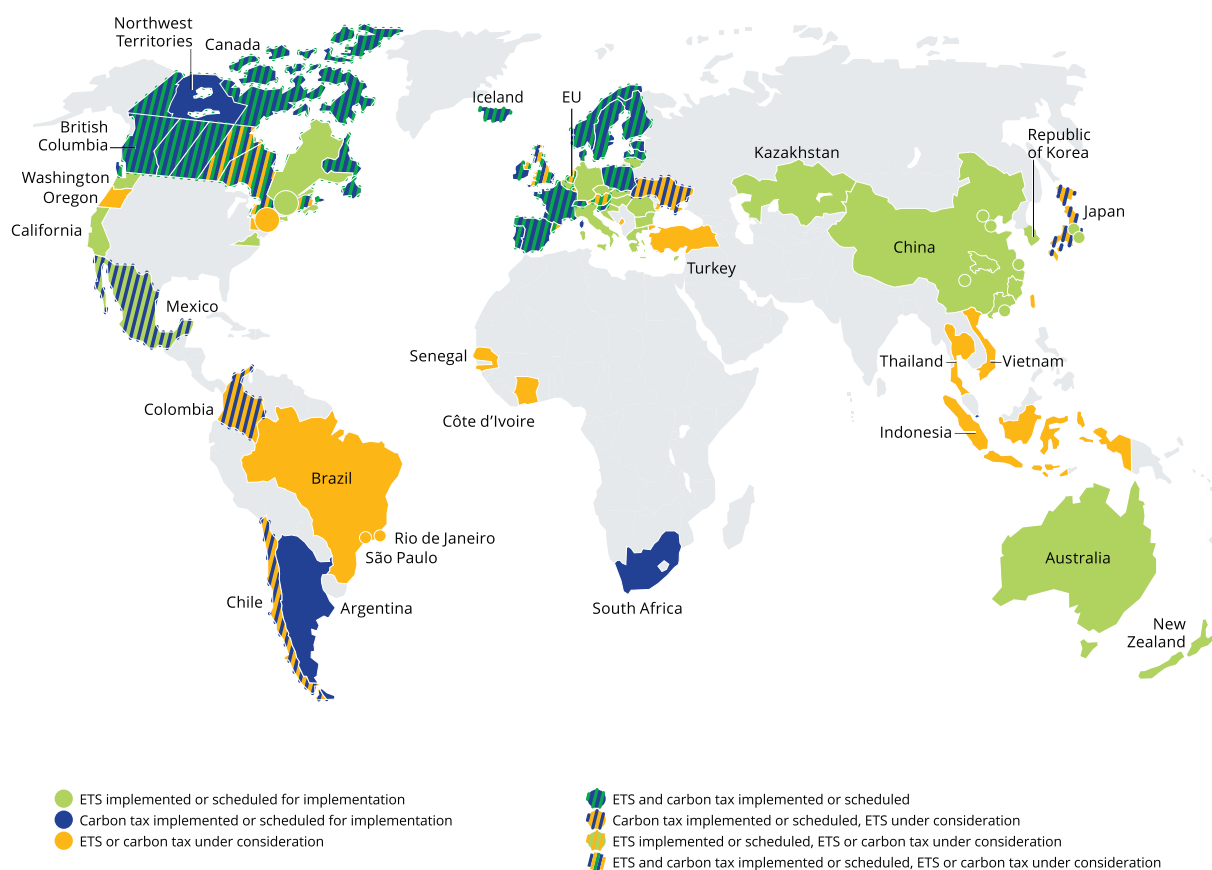 Northwest
Territories
Canada
Iceland
EU
British
Columbia
Republic
of Korea
Kazakhstan
Washington
Oregon
California
Japan
China
Turkey
Mexico
Senegal
Thailand
Vietnam
Colombia
Côte d’Ivoire
Indonesia
Brazil
Rio de Janeiro
São Paulo
Australia
Chile
Argentina
South Africa
New
Zealand
ETS implemented or scheduled for implementation
Carbon tax implemented or scheduled for implementation
ETS or carbon tax under consideration
ETS and carbon tax implemented or scheduled
Carbon tax implemented or scheduled, ETS under consideration
ETS implemented or scheduled, ETS or carbon tax under consideration
ETS and carbon tax implemented or scheduled, ETS or carbon tax under consideration